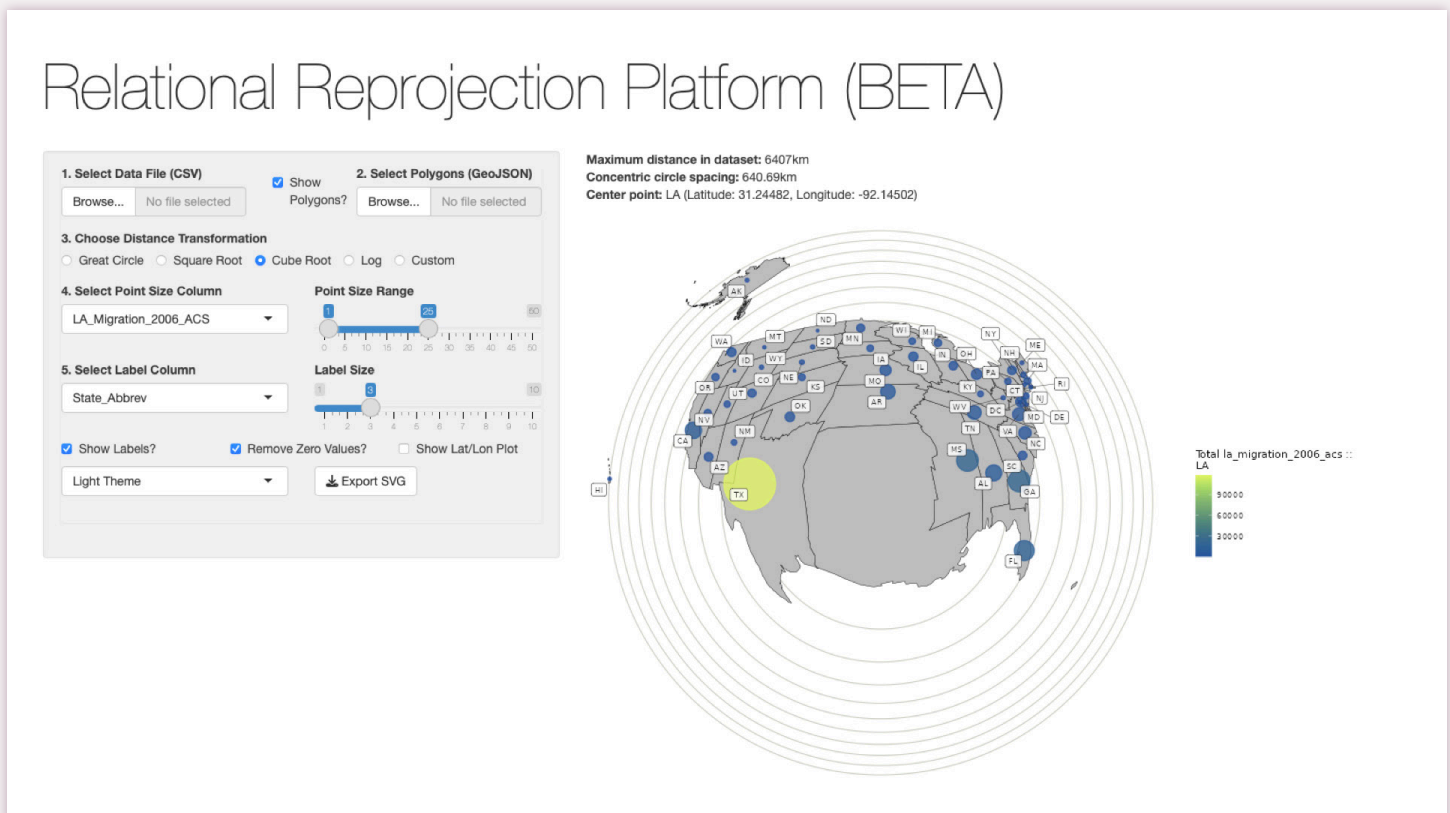 Relational Reprojection Platform (BETA)
1. Select Data File (CSV)
Browse... No file selected
Show
Polygons?
2. Select Polygons (GeoJSON)
Browse... No file selected
3. Choose Distance Transformation
Great Circle Square Root Cube Root Log Custom
4. Select Point Size Column
LA_Migration_2006_ACS
Point Size Range
1 25 50
0 5 10 15 20 25 30 35 40 45 50
5. Select Label Column
State_Abbrev
Label Size
1 3 10
1 2 3 4 5 6 7 8 9 10
Show Labels? Remove Zero Values? Show Lat/Lon Plot
Light Theme
Export SVG
Maximum distance in dataset: 6407km
Concentric circle spacing: 640.69km
Center point: LA (Latitude: 31.24482, Longitude: -92.14502)
AK
ND
WA MT SD MN WI MI NY
ME
ID WY IA IN OH NH
MA
OR CO NE KS MO IL KY PA CT RI
UT NJ
NV OK AR WV DC MD DE
CA NM TN VA NC
AZ MS SC
HI TX AL GA
FL
Total la_migration_2006_acs ::
LA
90000
60000
30000